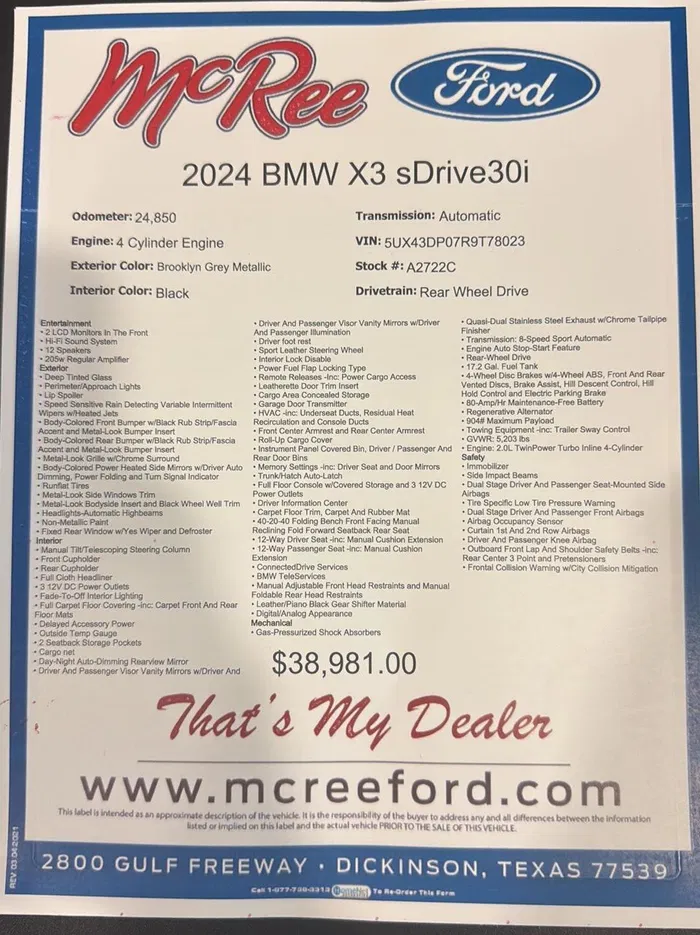 McRee
Ford
2024 BMW X3 sDrive30i
Odometer: 24,850
Engine: 4 Cylinder Engine
Exterior Color: Brooklyn Grey Metallic
Interior Color: Black
Transmission: Automatic
VIN: 5UX43DP07R9T78023
Stock #: A2722C
Drivetrain: Rear Wheel Drive
Entertainment
• 2 LCD Monitors In The Front
• Hi-Fi Sound System
• 12 Speakers
• 205w Regular Amplifier
Exterior
• Deep Tinted Glass
• Perimeter/Approach Lights
• Lip Spoiler
• Speed Sensitive Rain Detecting Variable Intermittent
Wipers w/Heated Jets
• Body-Colored Front Bumper w/Black Rub Strip/Fascia
Accent and Metal-Look Bumper Insert
• Body-Colored Rear Bumper w/Black Rub Strip/Fascia
Accent and Metal-Look Bumper Insert
• Metal-Look Grille w/Chrome Surround
• Body-Colored Power Heated Side Mirrors w/Driver Auto
Dimming, Power Folding and Turn Signal Indicator
• Runflat Tires
• Metal-Look Side Windows Trim
• Metal-Look Bodyside Insert and Black Wheel Well Trim
• Headlights-Automatic Highbeams
• Non-Metallic Paint
• Fixed Rear Window w/Yes Wiper and Defroster
Interior
• Manual Tilt/Telescoping Steering Column
• Front Cupholder
• Rear Cupholder
• Full Cloth Headliner
• 3 12V DC Power Outlets
• Fade-To-Off Interior Lighting
• Full Carpet Floor Covering -inc: Carpet Front And Rear
Floor Mats
• Delayed Accessory Power
• Outside Temp Gauge
• 2 Seatback Storage Pockets
• Cargo net
• Day-Night Auto-Dimming Rearview Mirror
• Driver And Passenger Visor Vanity Mirrors w/Driver And
• Driver And Passenger Visor Vanity Mirrors w/Driver
And Passenger Illumination
• Driver foot rest
• Sport Leather Steering Wheel
• Interior Lock Disable
• Power Fuel Flap Locking Type
• Remote Releases -Inc: Power Cargo Access
• Leatherette Door Trim Insert
• Cargo Area Concealed Storage
• Garage Door Transmitter
• HVAC -inc: Underseat Ducts, Residual Heat
Recirculation and Console Ducts
• Front Center Armrest and Rear Center Armrest
• Roll-Up Cargo Cover
• Instrument Panel Covered Bin, Driver / Passenger And
Rear Door Bins
• Memory Settings -inc: Driver Seat and Door Mirrors
• Trunk/Hatch Auto-Latch
• Full Floor Console w/Covered Storage and 3 12V DC
Power Outlets
• Driver Information Center
• Carpet Floor Trim, Carpet And Rubber Mat
• 40-20-40 Folding Bench Front Facing Manual
Reclining Fold Forward Seatback Rear Seat
• 12-Way Driver Seat -inc: Manual Cushion Extension
• 12-Way Passenger Seat -inc: Manual Cushion
Extension
• ConnectedDrive Services
• BMW TeleServices
• Manual Adjustable Front Head Restraints and Manual
Foldable Rear Head Restraints
• Leather/Piano Black Gear Shifter Material
• Digital/Analog Appearance
Mechanical
• Gas-Pressurized Shock Absorbers
• Quasi-Dual Stainless Steel Exhaust w/Chrome Tailpipe
Finisher
• Transmission: 8-Speed Sport Automatic
• Engine Auto Stop-Start Feature
• Rear-Wheel Drive
• 17.2 Gal. Fuel Tank
• 4-Wheel Disc Brakes w/4-Wheel ABS, Front And Rear
Vented Discs, Brake Assist, Hill Descent Control, Hill
Hold Control and Electric Parking Brake
• 80-Amp/Hr Maintenance-Free Battery
• Regenerative Alternator
• 904# Maximum Payload
• Towing Equipment -inc: Trailer Sway Control
• GVWR: 5,203 lbs
• Engine: 2.0L TwinPower Turbo Inline 4-Cylinder
Safety
• Immobilizer
• Side Impact Beams
• Dual Stage Driver And Passenger Seat-Mounted Side
Airbags
• Tire Specific Low Tire Pressure Warning
• Dual Stage Driver And Passenger Front Airbags
• Airbag Occupancy Sensor
• Curtain 1st And 2nd Row Airbags
• Driver And Passenger Knee Airbag
• Outboard Front Lap And Shoulder Safety Belts -inc:
Rear Center 3 Point and Pretensioners
• Frontal Collision Warning w/City Collision Mitigation
$38,981.00
That's My Dealer
www.mcreeford.com
This label is intended as an approximate description of the vehicle. It is the responsibility of the buyer to address any and all differences between the information
listed or implied on this label and the actual vehicle PRIOR TO THE SALE OF THIS VEHICLE.
REV. 03.04.2021
2800 GULF FREEWAY • DICKINSON, TEXAS 77539
To Re-Order This Form